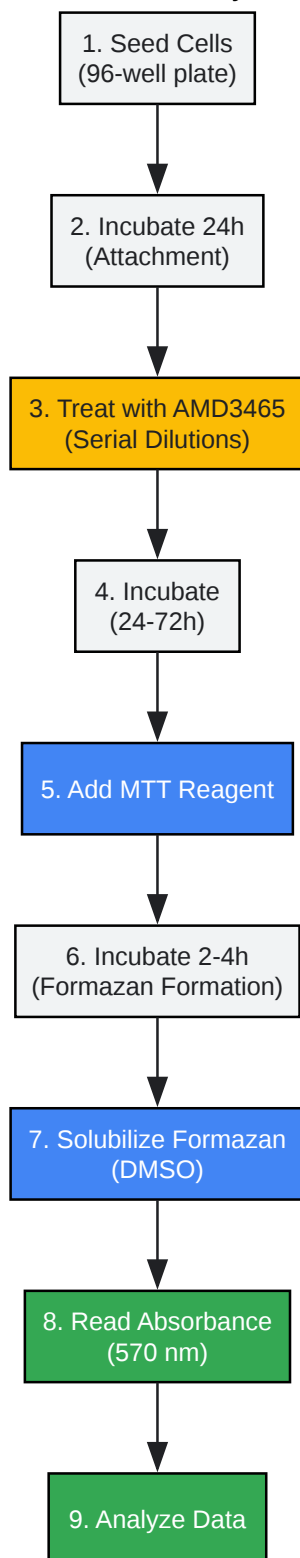 1. Seed Cells
(96-well plate)
2. Incubate 24h
(Attachment)
3. Treat with AMD3465
(Serial Dilutions)
4. Incubate
(24-72h)
5. Add MTT Reagent
6. Incubate 2-4h
(Formazan Formation)
7. Solubilize Formazan
(DMSO)
8. Read Absorbance
(570 nm)
9. Analyze Data